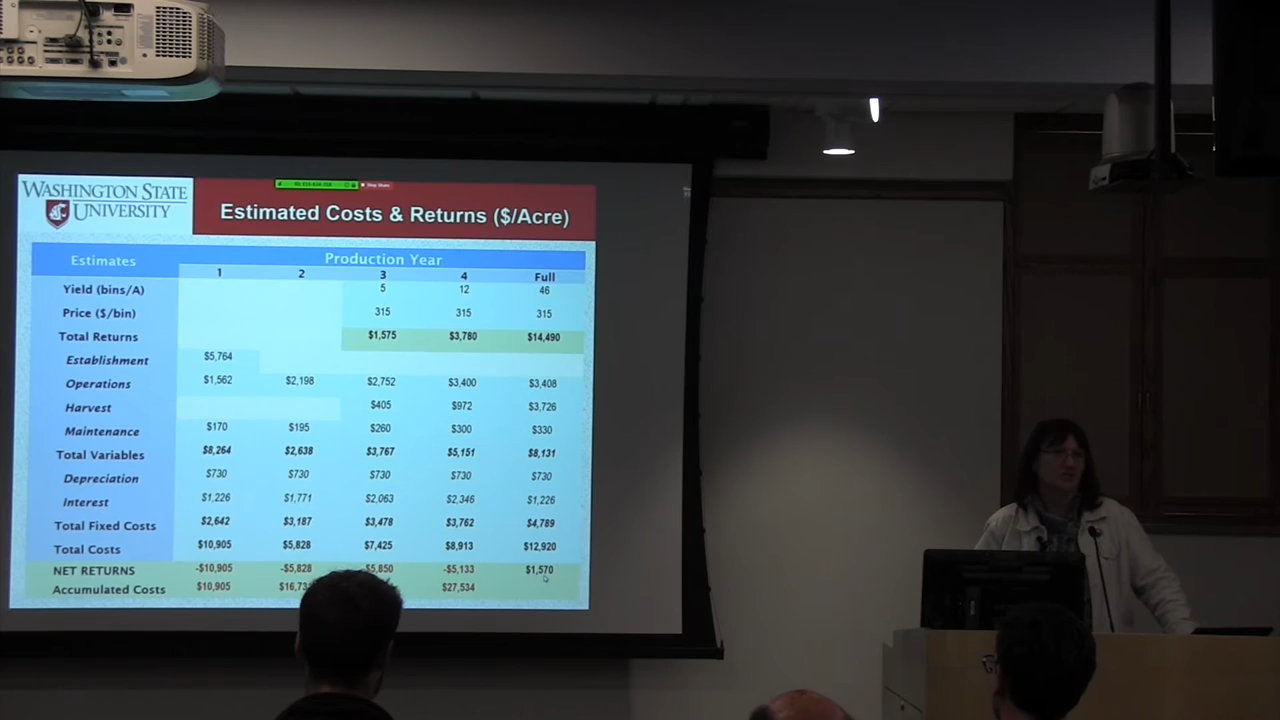 WASHINGTON STATE
UNIVERSITY
Stop Share
Estimated Costs & Returns ($/Acre)
Estimates Production Year
1 2 3 4 Full
Yield (bins/A) 5 12 46
Price ($/bin) 315 315 315
Total Returns $1,575 $3,780 $14,490
Establishment $5,764
Operations $1,562 $2,198 $2,752 $3,400 $3,408
Harvest $405 $972 $3,726
Maintenance $170 $195 $260 $300 $330
Total Variables $8,264 $2,638 $3,767 $5,151 $8,131
Depreciation $730 $730 $730 $730 $730
Interest $1,226 $1,771 $2,063 $2,346 $1,226
Total Fixed Costs $2,642 $3,187 $3,478 $3,762 $4,789
Total Costs $10,905 $5,828 $7,425 $8,913 $12,920
NET RETURNS -$10,905 -$5,828 -$5,850 -$5,133 $1,570
Accumulated Costs $10,905 $27,534